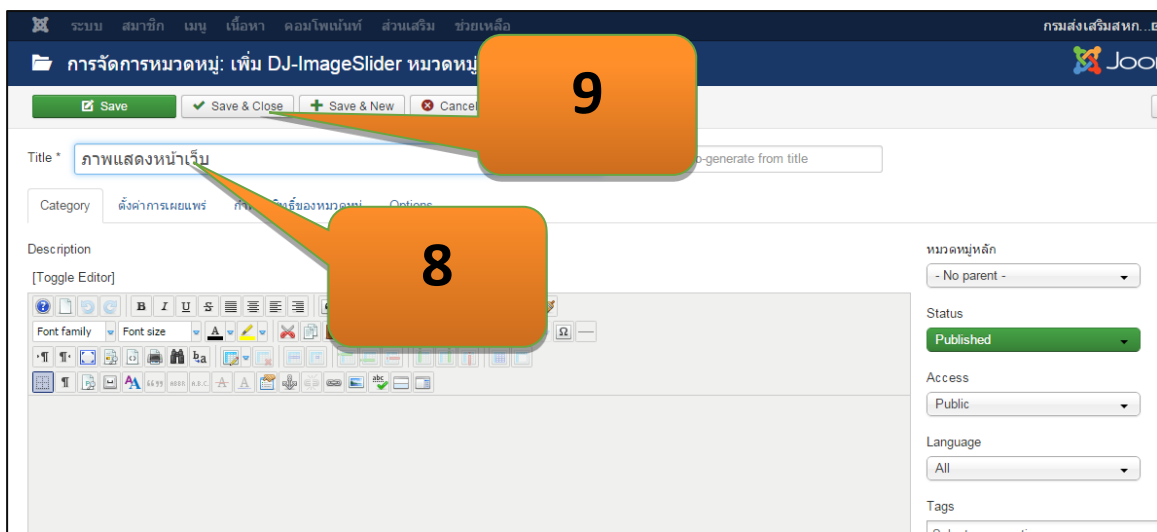 ระบบ สมาชิก เมนู เนื้อหา คอมโพเน้นท์ ส่วนเสริม ช่วยเหลือ กรมส่งเสริมสหก...
การจัดการหมวดหมู่: เพิ่ม DJ-ImageSlider หมวดหมู่
Save Save & Close Save & New Cancel
9
Title * ภาพแสดงหน้าเว็บ o-generate from title
Category ตั้งค่าการเผยแพร่ Options
8
Description
[Toggle Editor]
Font family Font size
หมวดหมู่หลัก
- No parent -
Status
Published
Access
Public
Language
All
Tags